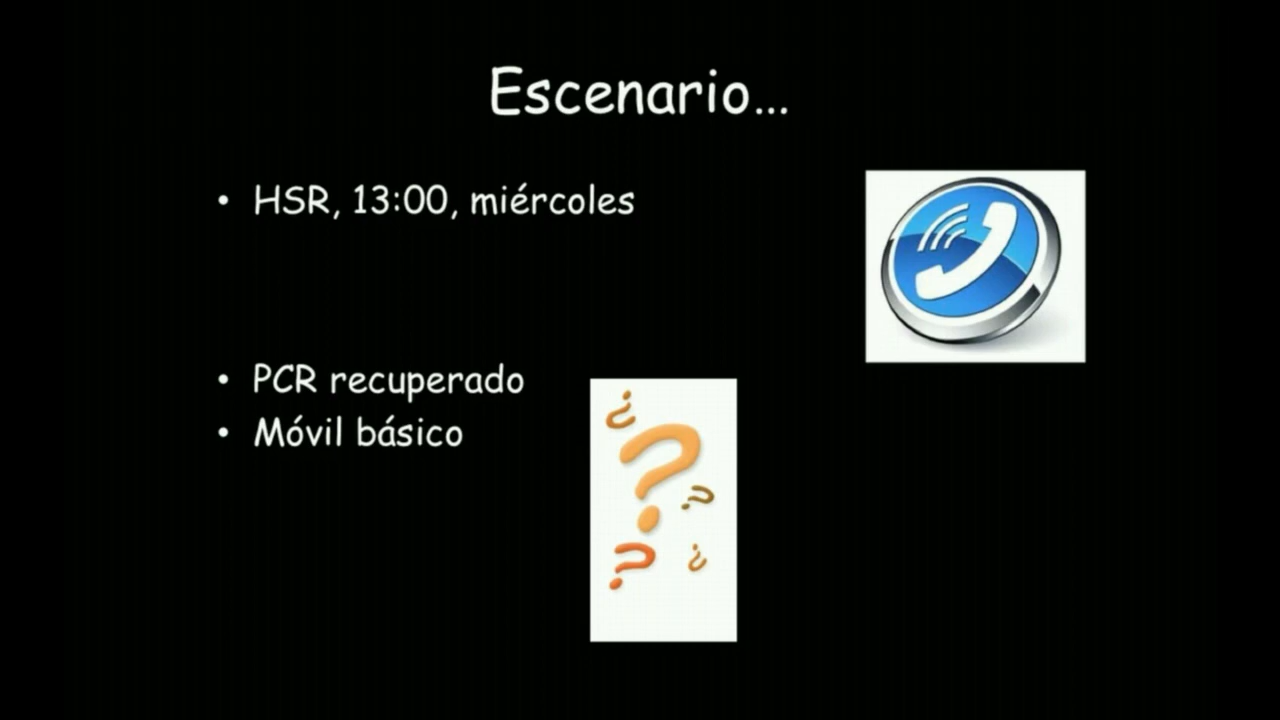 Escenario...
• HSR, 13:00, miércoles
• PCR recuperado
• Móvil básico